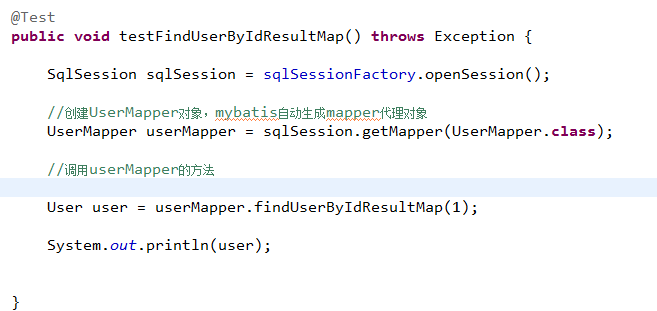 @Test
public void testFindUserByIdResultMap() throws Exception {
SqlSession sqlSession = sqlSessionFactory.openSession();
//创建UserMapper对象，mybatis自动生成mapper代理对象
UserMapper userMapper = sqlSession.getMapper(UserMapper.class);
//调用userMapper的方法
User user = userMapper.findUserByIdResultMap(1);
System.out.println(user);
}